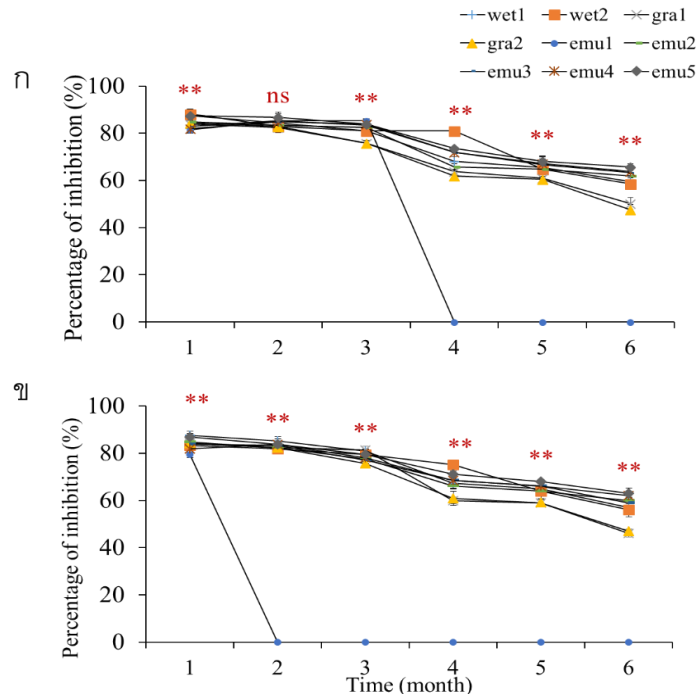 wet1 wet2 gra1
gra2 emu1 emu2
emu3 emu4 emu5
ก
Percentage of inhibition (%)
100
80
60
40
20
0
** ns ** ** ** **
1 2 3 4 5 6
ข
Percentage of inhibition (%)
100
80
60
40
20
0
** ** ** ** ** **
1 2 3 4 5 6
Time (month)